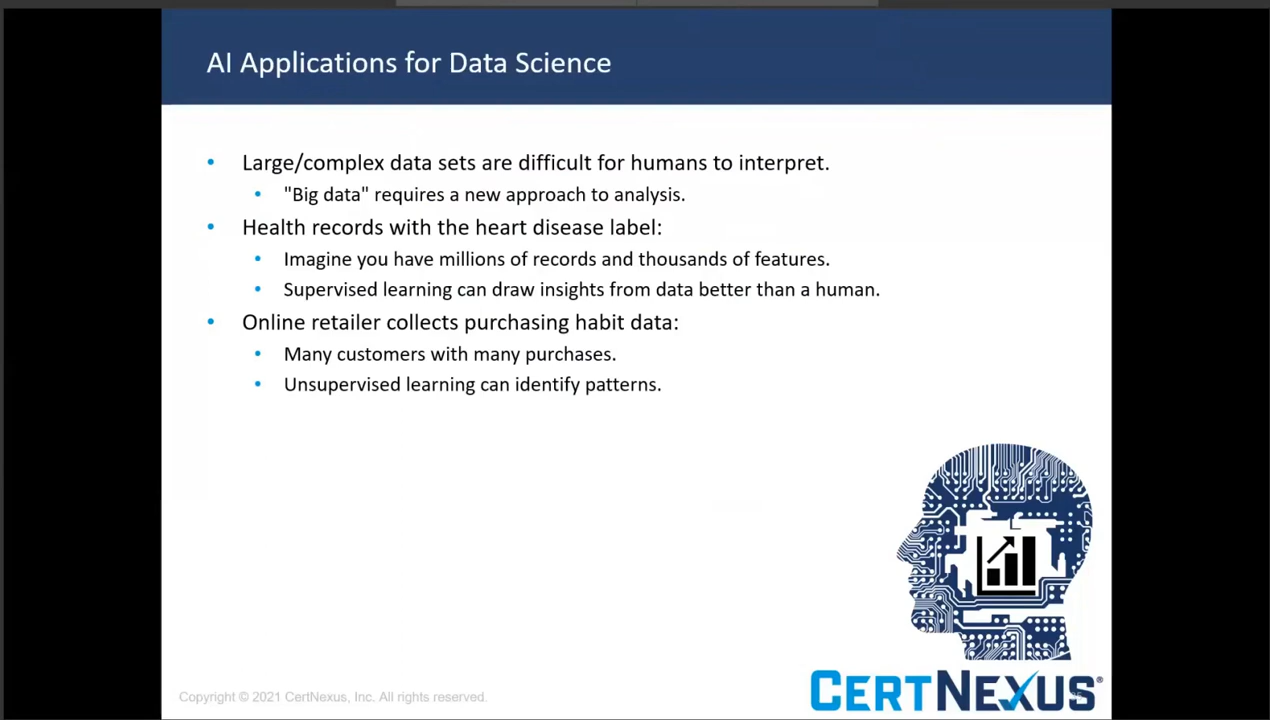 AI Applications for Data Science
• Large/complex data sets are difficult for humans to interpret.
• "Big data" requires a new approach to analysis.
• Health records with the heart disease label:
• Imagine you have millions of records and thousands of features.
• Supervised learning can draw insights from data better than a human.
• Online retailer collects purchasing habit data:
• Many customers with many purchases.
• Unsupervised learning can identify patterns.
Copyright © 2021 CertNexus, Inc. All rights reserved.
CERTNEXUS®